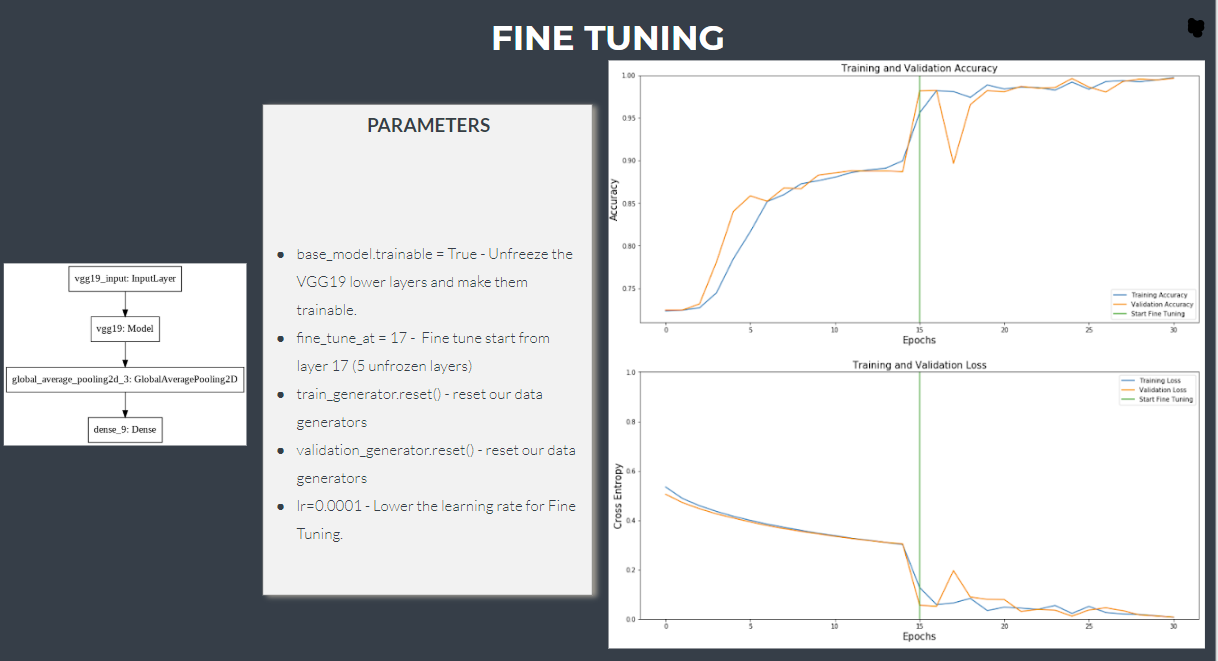 FINE TUNING
vgg19_input: InputLayer
vgg19: Model
global_average_pooling2d_3: GlobalAveragePooling2D
dense_9: Dense
PARAMETERS
● base_model.trainable = True - Unfreeze the
VGG19 lower layers and make them
trainable.
● fine_tune_at = 17 - Fine tune start from
layer 17 (5 unfrozen layers)
● train_generator.reset() - reset our data
generators
● validation_generator.reset() - reset our data
generators
● lr=0.0001 - Lower the learning rate for Fine
Tuning.
Training and Validation Accuracy
1.00
0.95
0.90
0.85
0.80
0.75
Accuracy
Training Accuracy
Validation Accuracy
Start Fine Tuning
0 5 10 15 20 25 30
Epochs
Training and Validation Loss
1.0
0.8
0.6
0.4
0.2
0.0
Cross Entropy
Training Loss
Validation Loss
Start Fine Tuning
0 5 10 15 20 25 30
Epochs